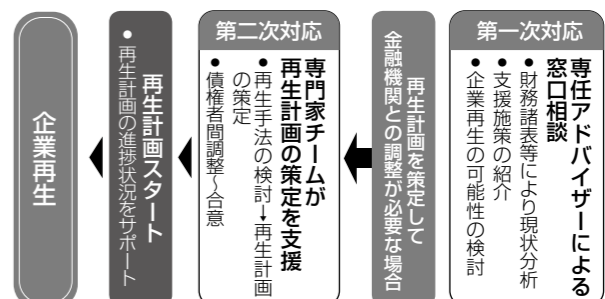 第一次対応
専任アドバイザーによる
窓口相談
●財務諸表等により現状分析
●支援施策の紹介
●企業再生の可能性の検討
再生計画を策定して
金融機関との調整が必要な場合
第二次対応
専門家チームが
再生計画の策定を支援
●再生手法の検討→再生計画
の策定
●債権者間調整～合意
再生計画スタート
●再生計画の進捗状況をサポート
企業再生